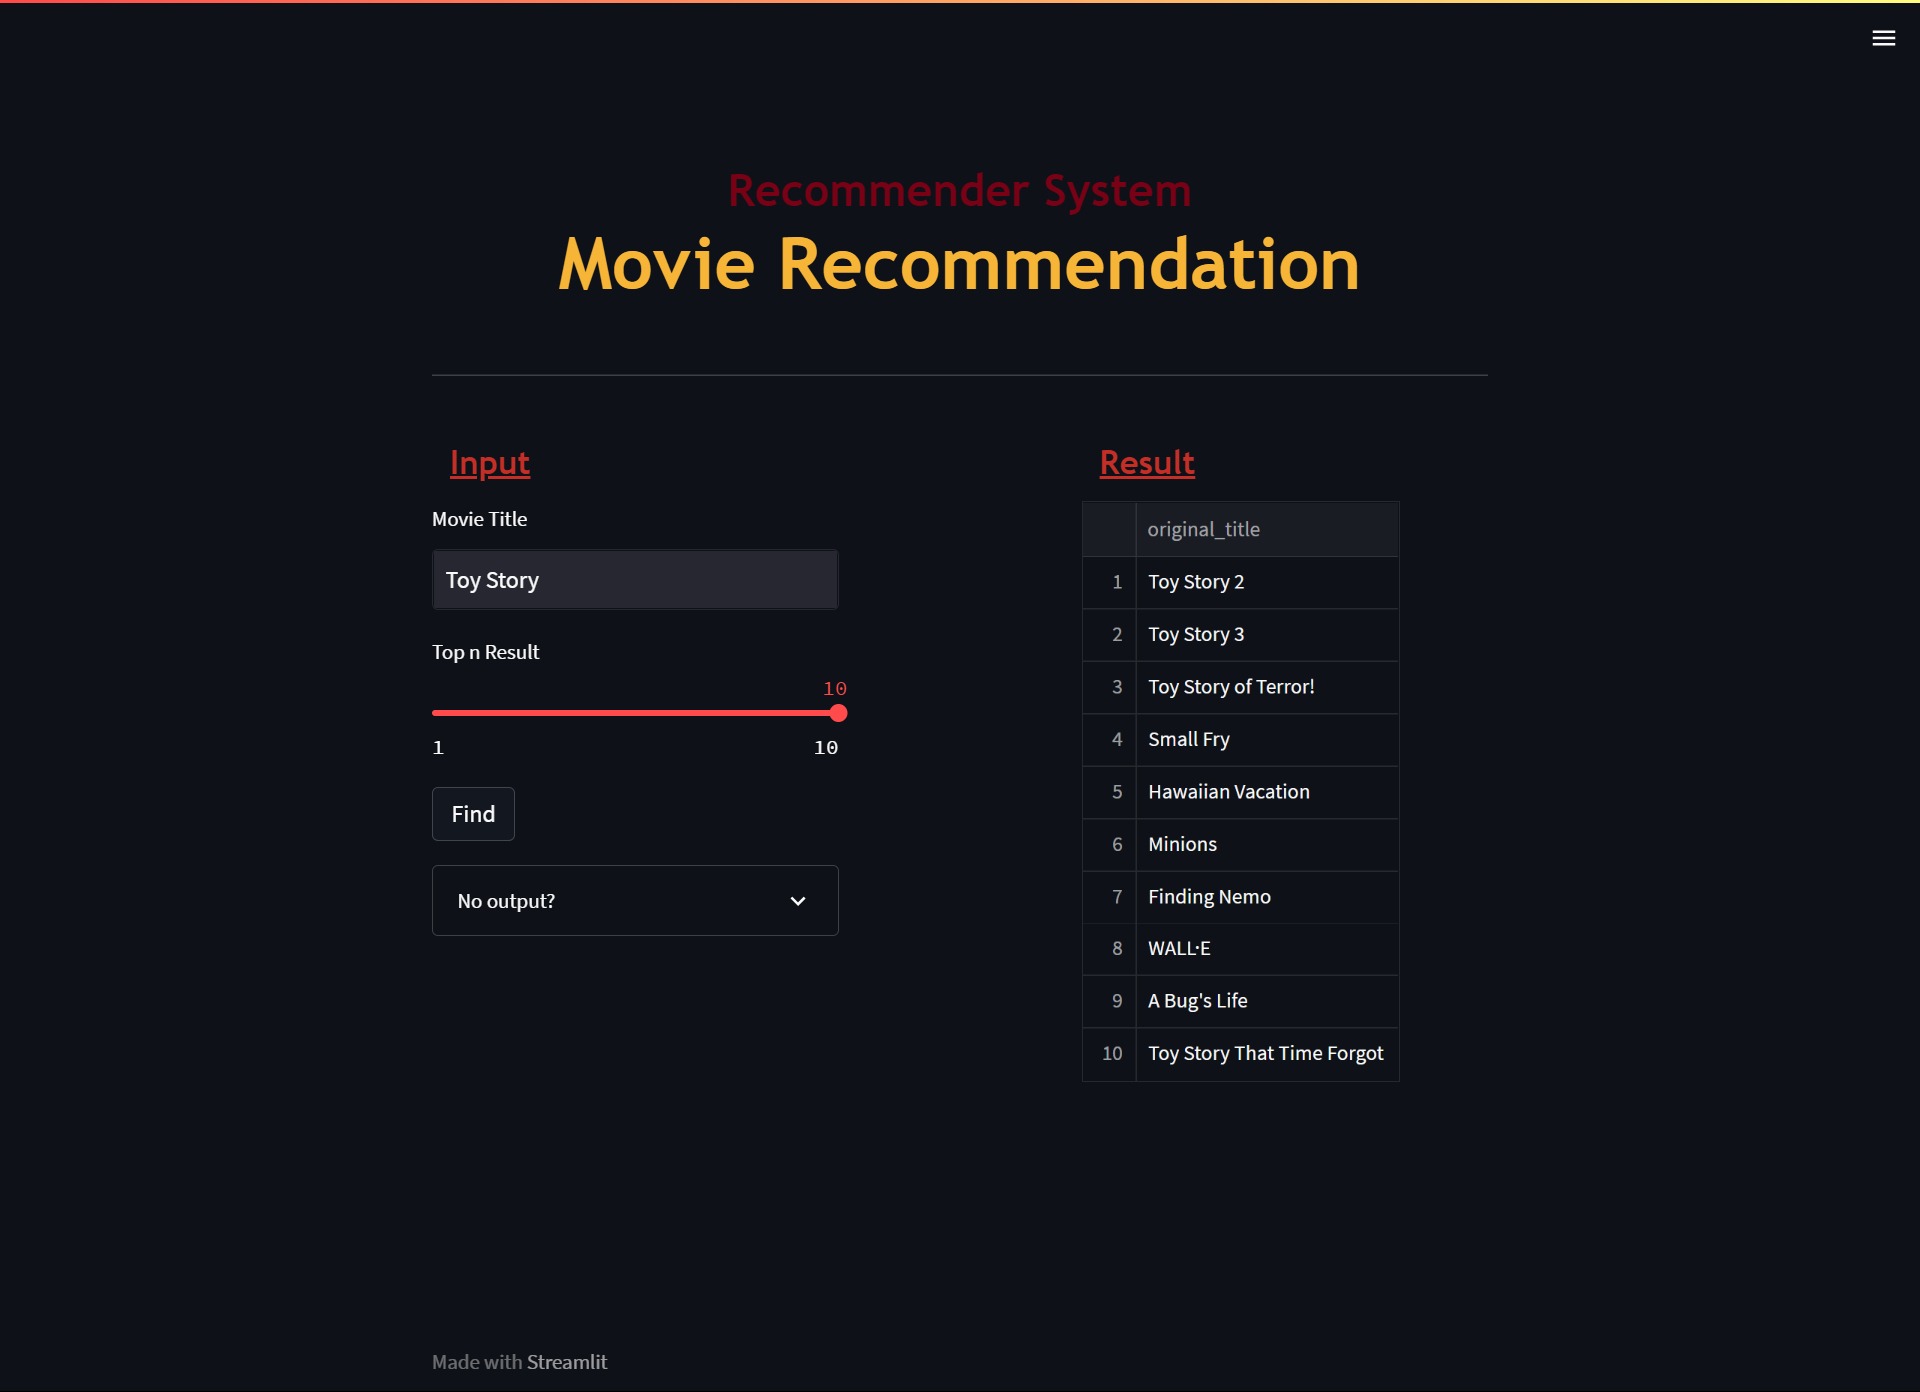 Recommender System
Movie Recommendation
Input
Movie Title
Toy Story
Top n Result
10
1 10
Find
No output?
Result
original_title
1 Toy Story 2
2 Toy Story 3
3 Toy Story of Terror!
4 Small Fry
5 Hawaiian Vacation
6 Minions
7 Finding Nemo
8 WALL·E
9 A Bug's Life
10 Toy Story That Time Forgot
Made with Streamlit